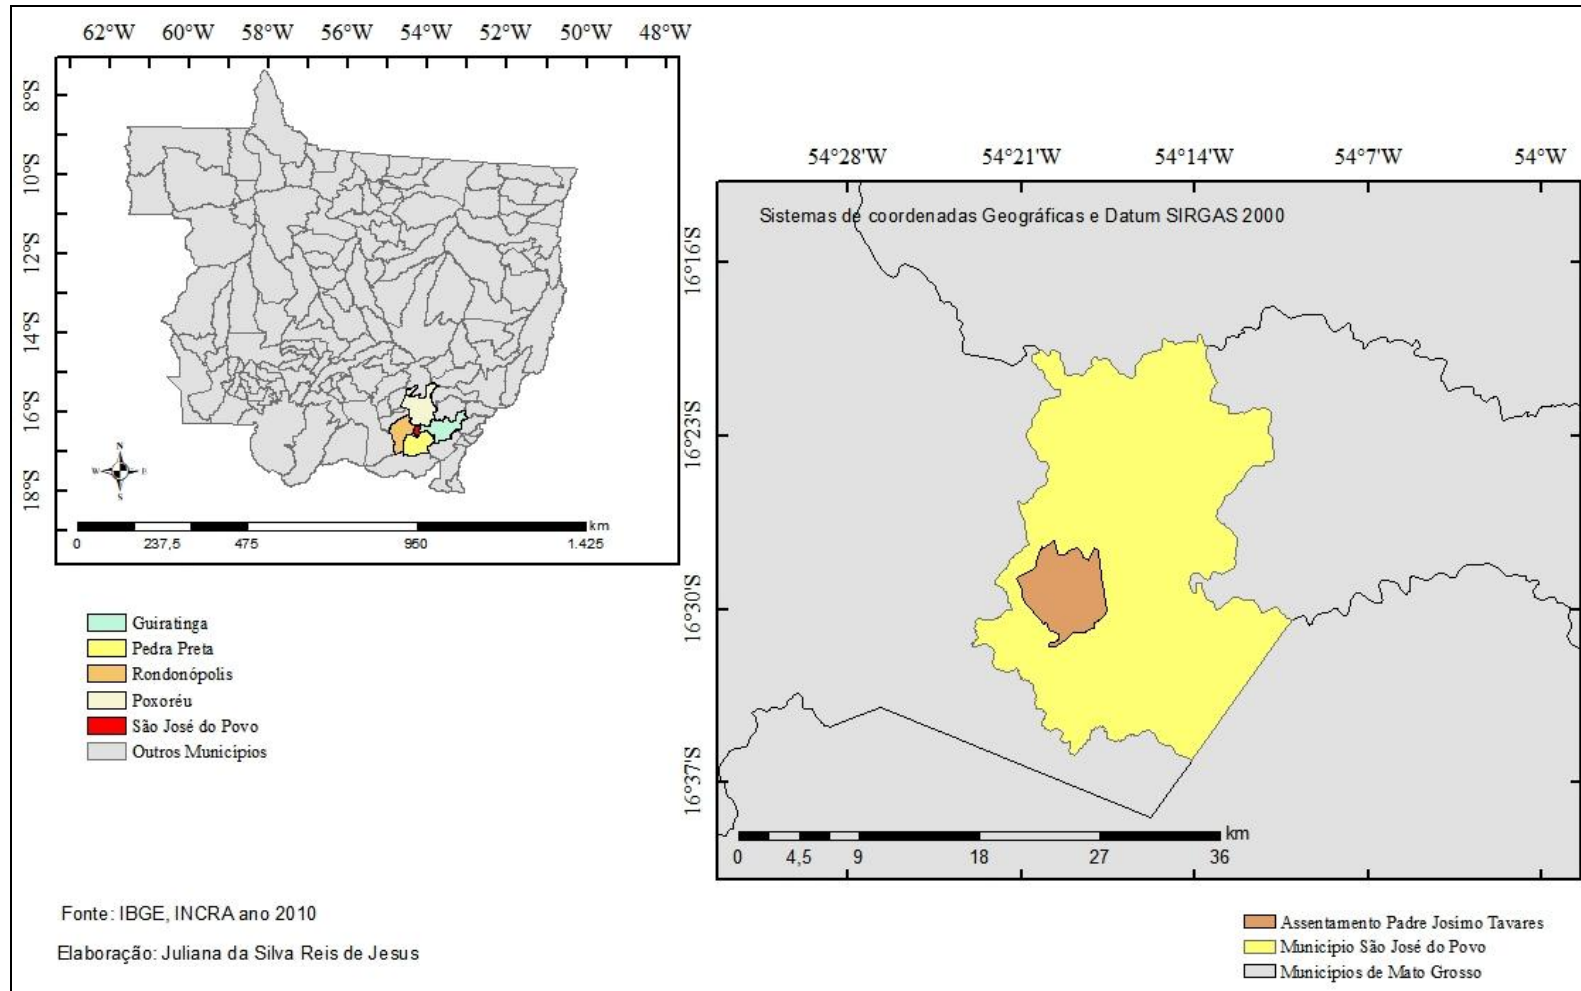 62°W 60°W 58°W 56°W 54°W 52°W 50°W 48°W
8°S
10°S
12°S
14°S
16°S
18°S
N
W E
S
km
0 237,5 475 950 1.425
Guiratinga
Pedra Preta
Rondonópolis
Poxoréu
São José do Povo
Outros Municípios
Fonte: IBGE, INCRA ano 2010
Elaboração: Juliana da Silva Reis de Jesus
54°28'W 54°21'W 54°14'W 54°7'W 54°W
Sistemas de coordenadas Geográficas e Datum SIRGAS 2000
16°16'S
16°23'S
16°30'S
16°37'S
km
0 4,5 9 18 27 36
Assentamento Padre Josimo Tavares
Município São José do Povo
Municípios de Mato Grosso